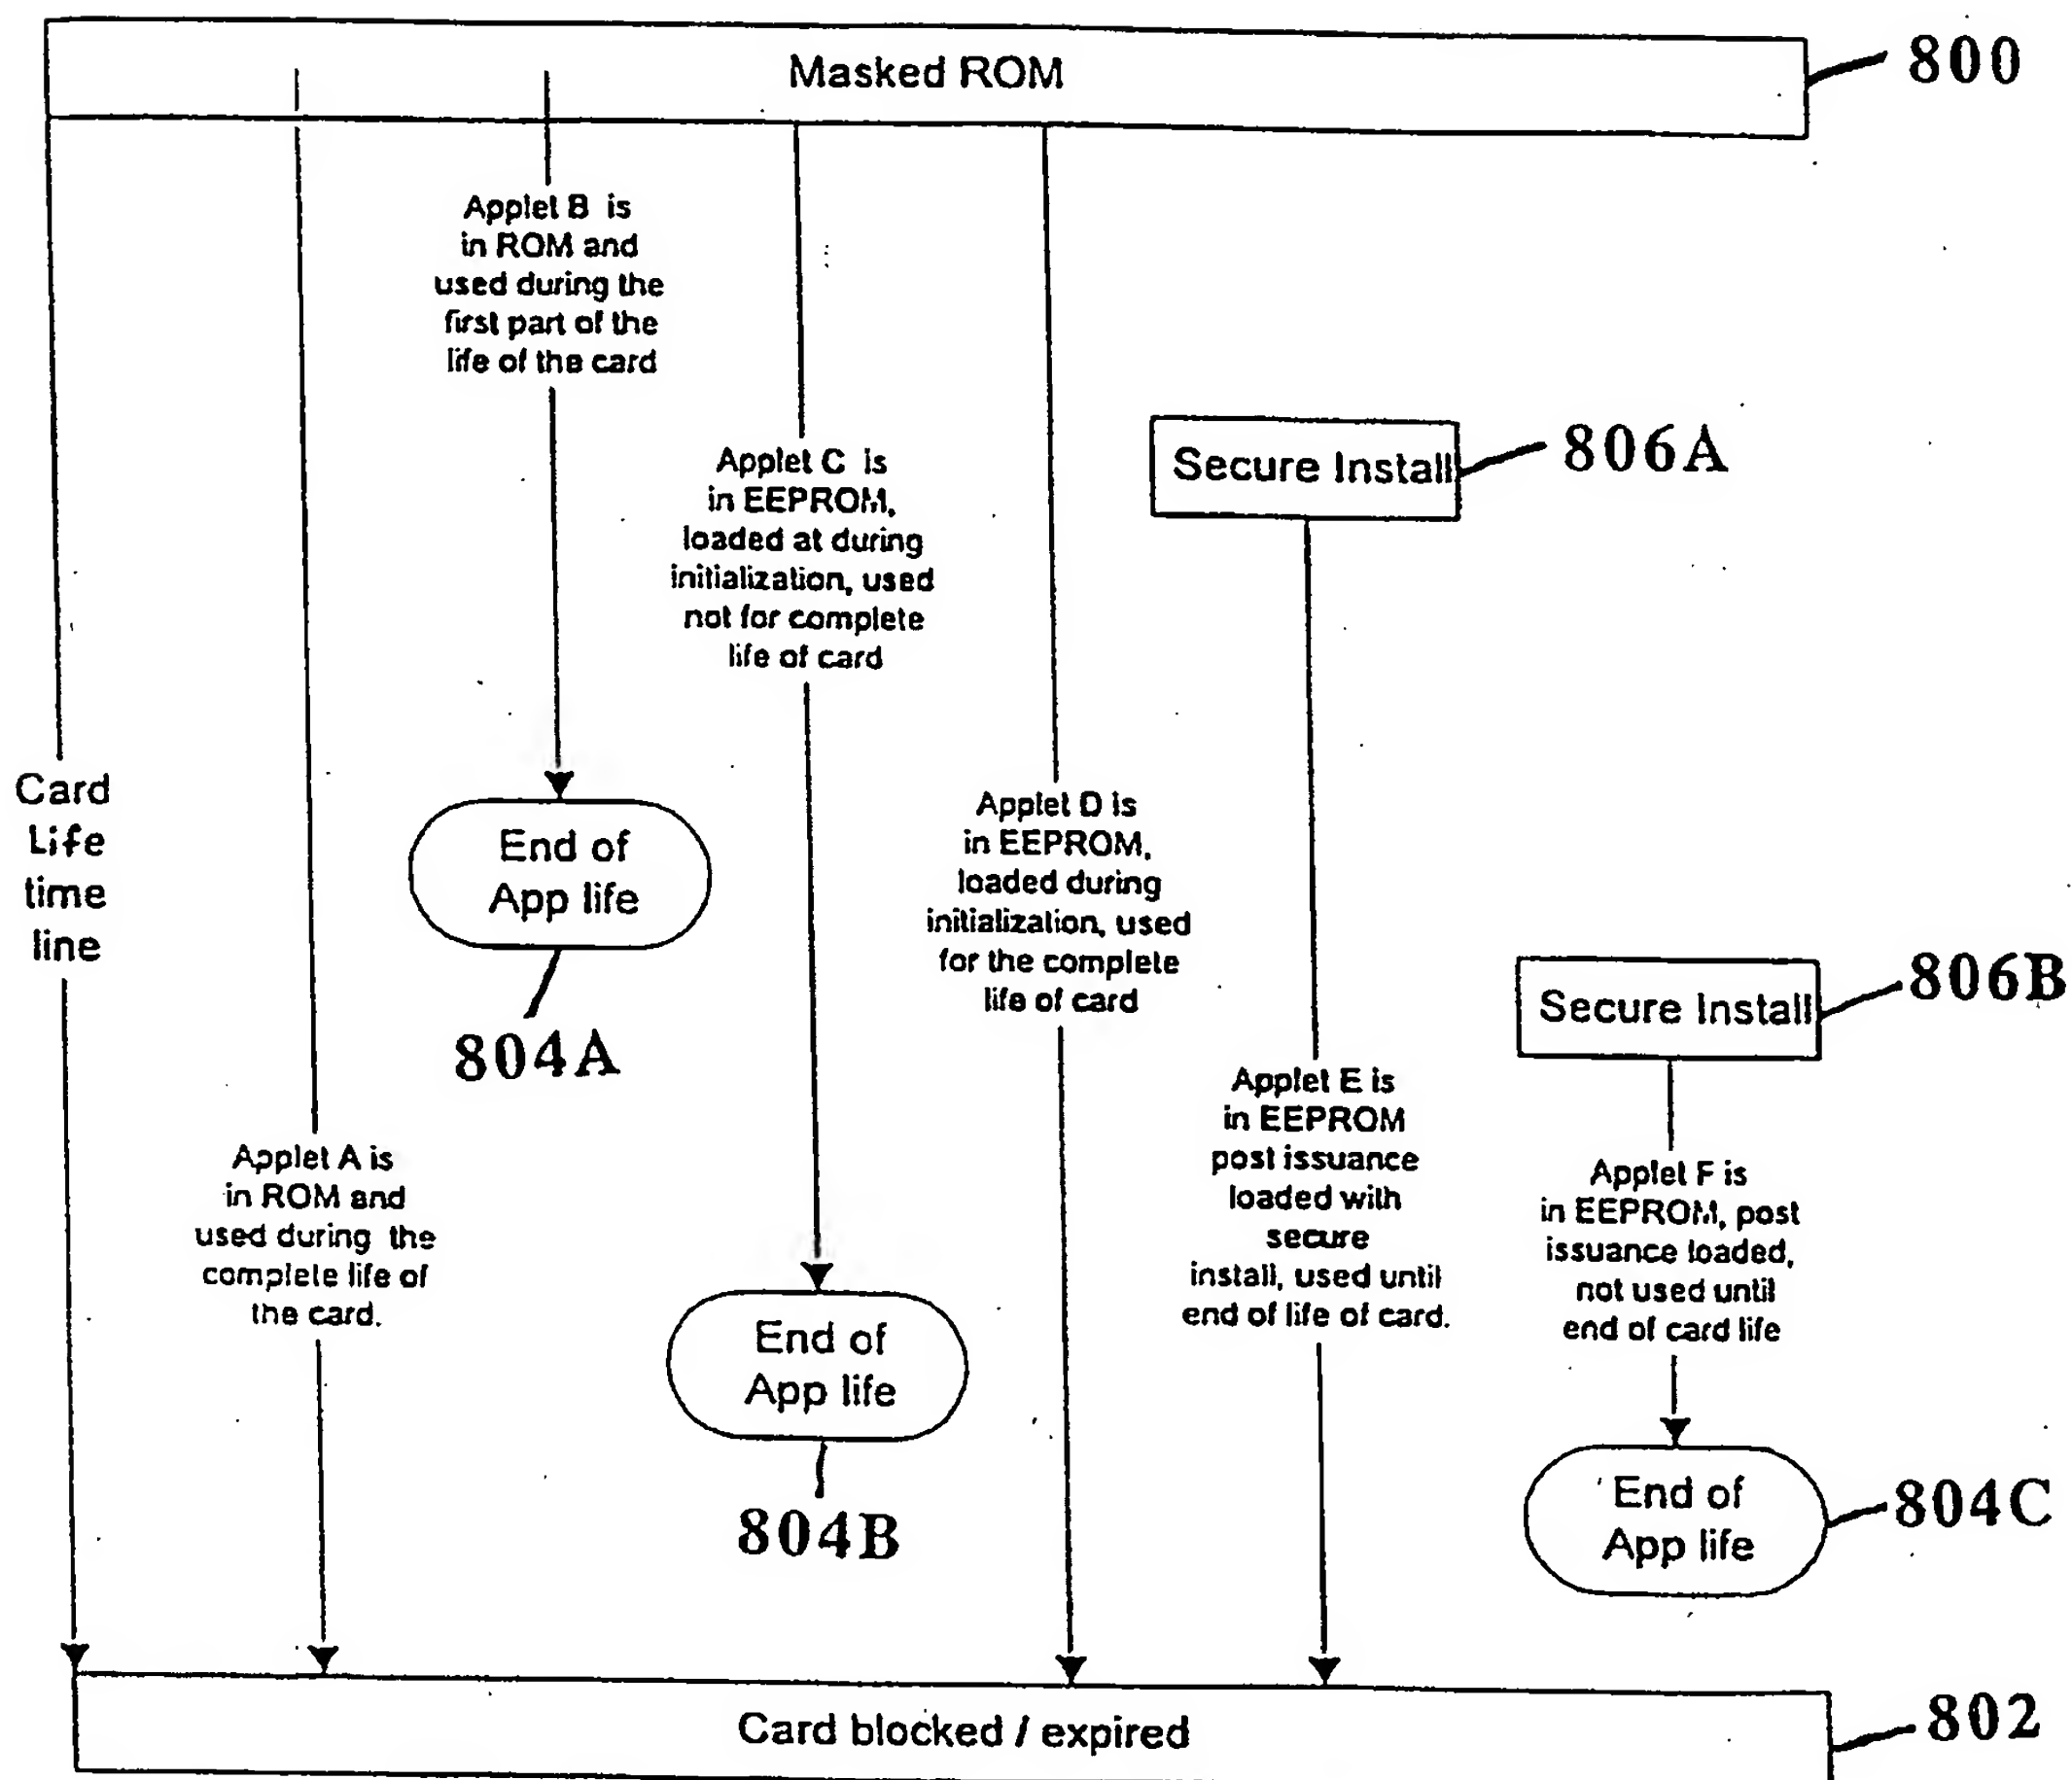 Masked ROM
800
Applet B is
in ROM and
used during the
first part of the
life of the card
Applet C is
in EEPROM,
loaded at during
initialization, used
not for complete
life of card
Secure Install
806A
Card
Life
time
line
End of
App life
804A
Applet D is
in EEPROM,
loaded during
initialization, used
for the complete
life of card
Secure Install
806B
Applet A is
in ROM and
used during the
complete life of
the card.
Applet E is
in EEPROM
post issuance
loaded with
secure
install, used until
end of life of card.
Applet F is
in EEPROM, post
issuance loaded,
not used until
end of card life
End of
App life
804B
End of
App life
804C
Card blocked / expired
802